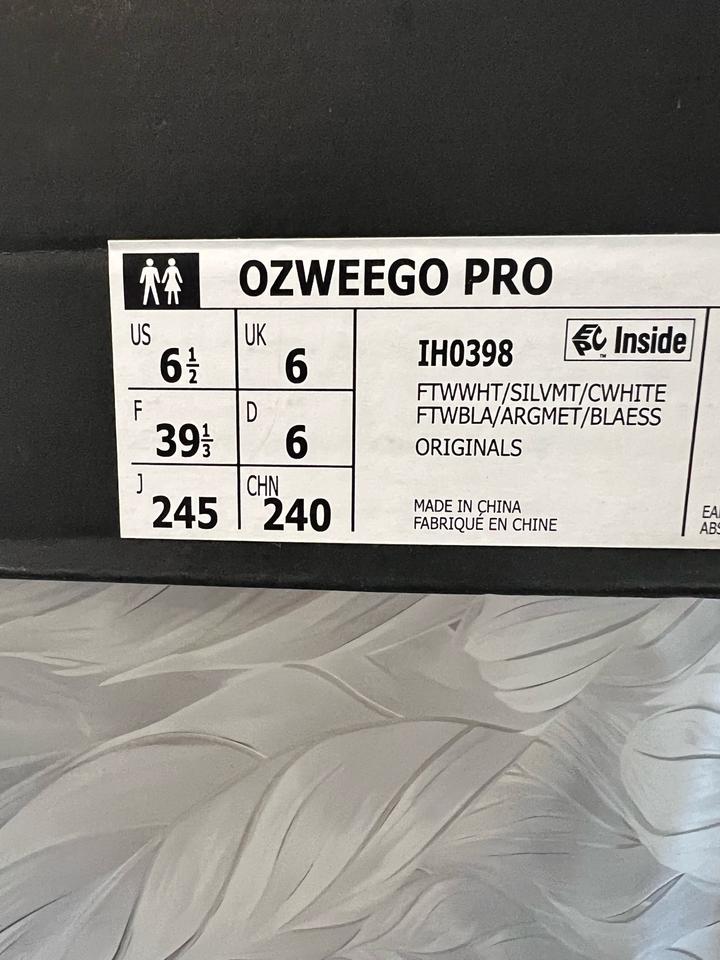 OZWEEGO PRO
US 6½
UK 6
F 39⅓
D 6
J 245
CHN 240
IH0398
EPC™ Inside
FTWWHT/SILVMT/CWHITE
FTWBLA/ARGMET/BLAESS
ORIGINALS
MADE IN CHINA
FABRIQUÉ EN CHINE